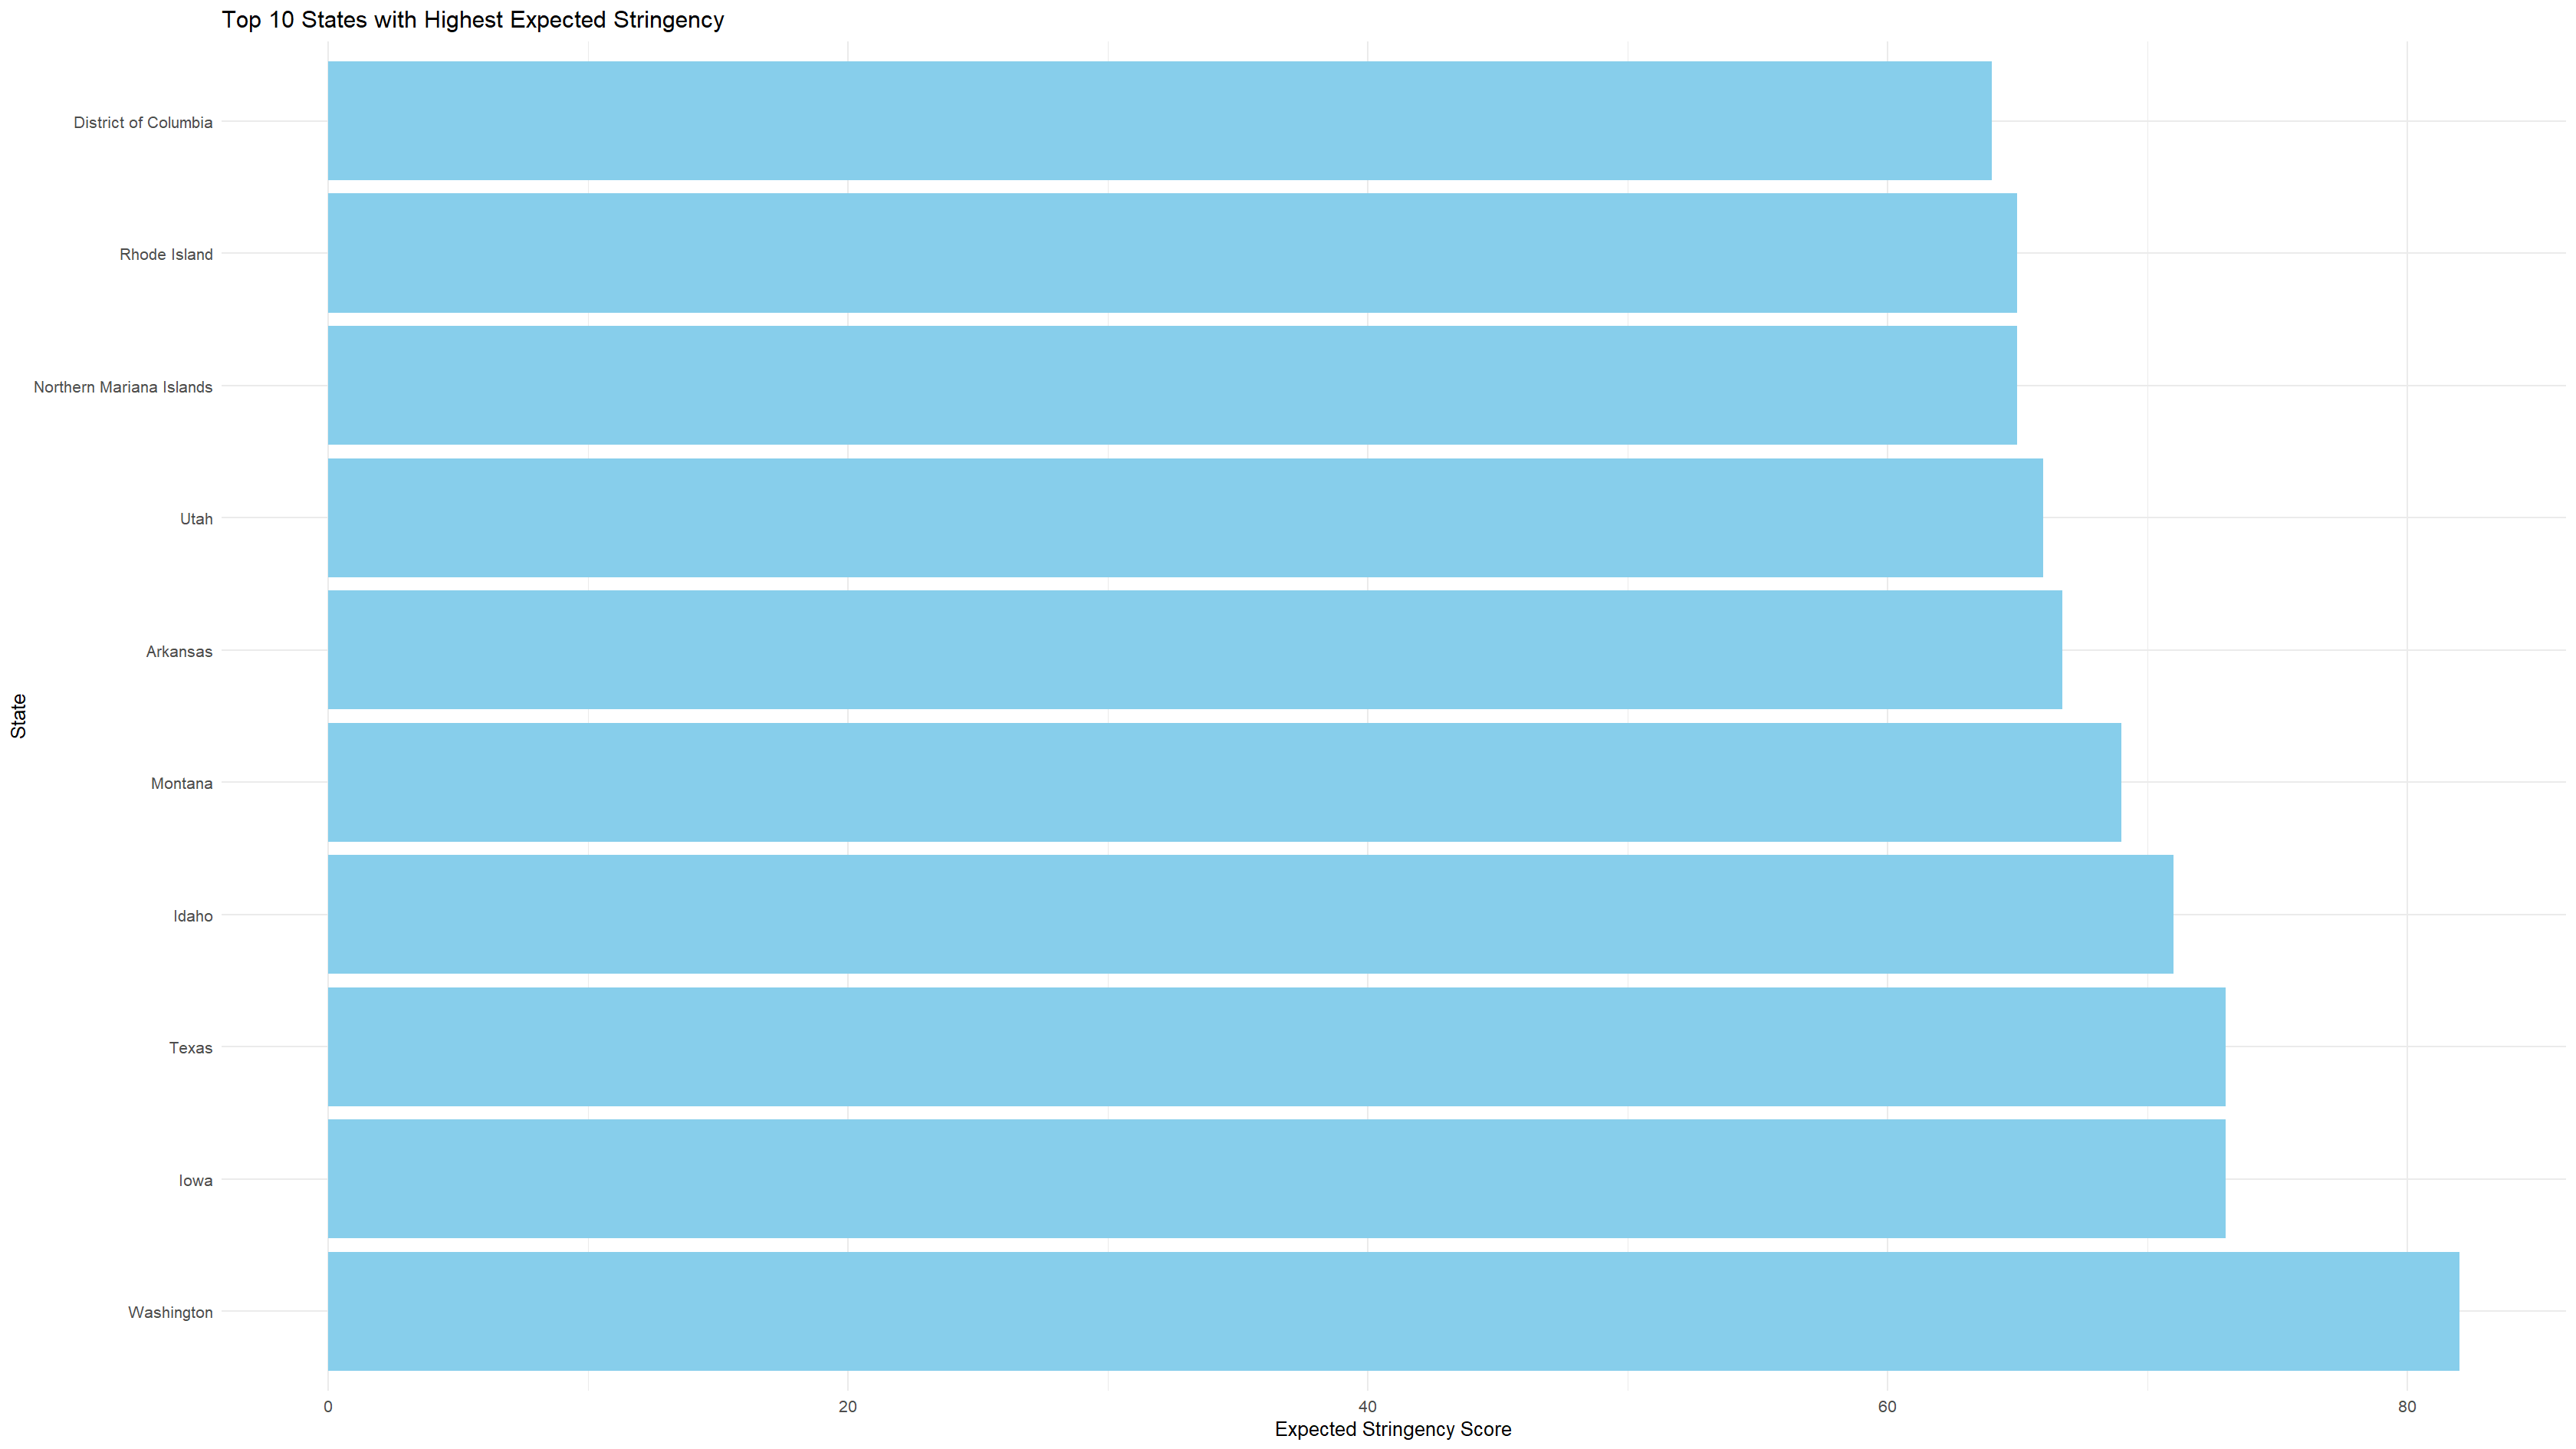 Top 10 States with Highest Expected Stringency
State
District of Columbia
Rhode Island
Northern Mariana Islands
Utah
Arkansas
Montana
Idaho
Texas
Iowa
Washington
0 20 40 60 80
Expected Stringency Score